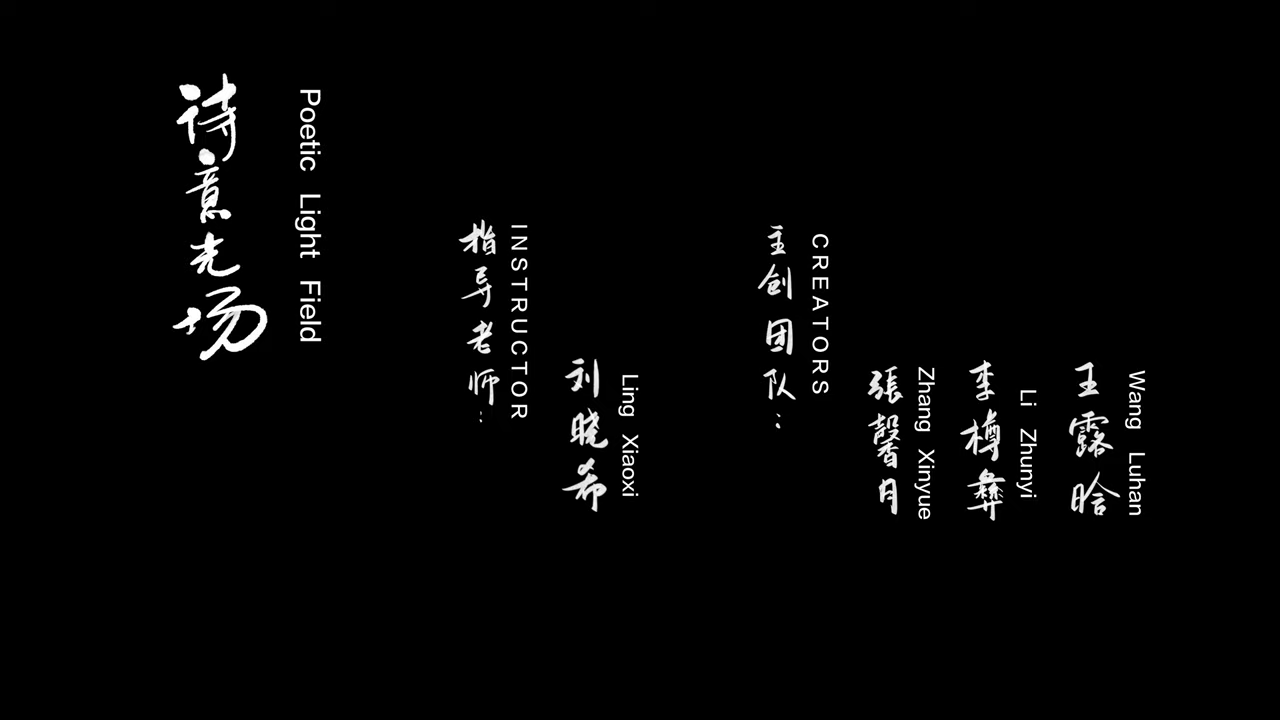 诗意光场
Poetic Light Field
指导老师：
INSTRUCTOR
刘晓希
Ling Xiaoxi
主创团队：
CREATORS
張馨月
Zhang Xinyue
李樽彝
Li Zhunyi
王露晗
Wang Luhan